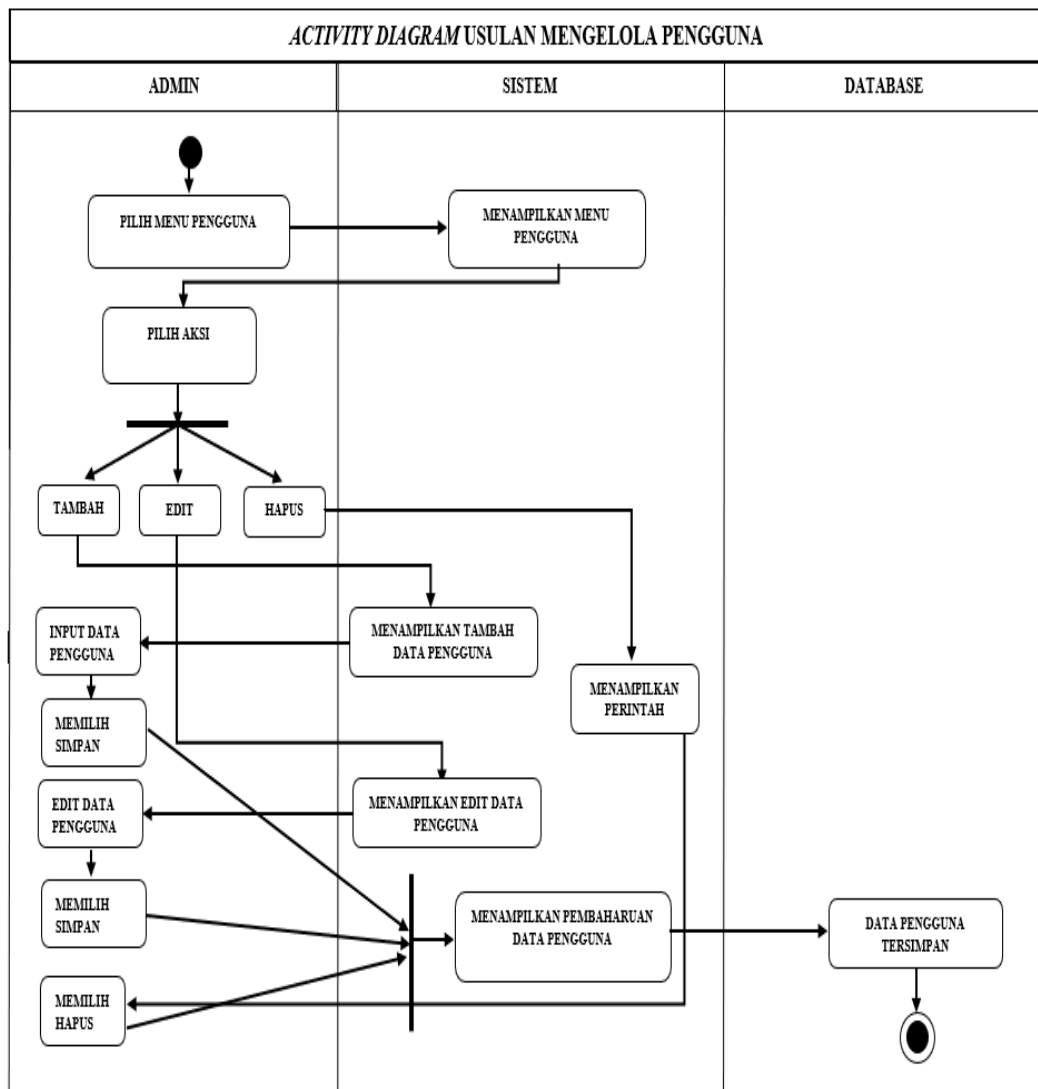 ACTIVITY DIAGRAM USULAN MENGELOLA PENGGUNA
ADMIN
SISTEM
DATABASE
PILIH MENU PENGGUNA
MENAMPILKAN MENU
PENGGUNA
PILIH AKSI
TAMBAH
EDIT
HAPUS
INPUT DATA
PENGGUNA
MENAMPILKAN TAMBAH
DATA PENGGUNA
MENAMPILKAN
PERINTAH
MEMILIH
SIMPAN
EDIT DATA
PENGGUNA
MENAMPILKAN EDIT DATA
PENGGUNA
MEMILIH
SIMPAN
MENAMPILKAN PEMBAHARUAN
DATA PENGGUNA
DATA PENGGUNA
TERSIMPAN
MEMILIH
HAPUS